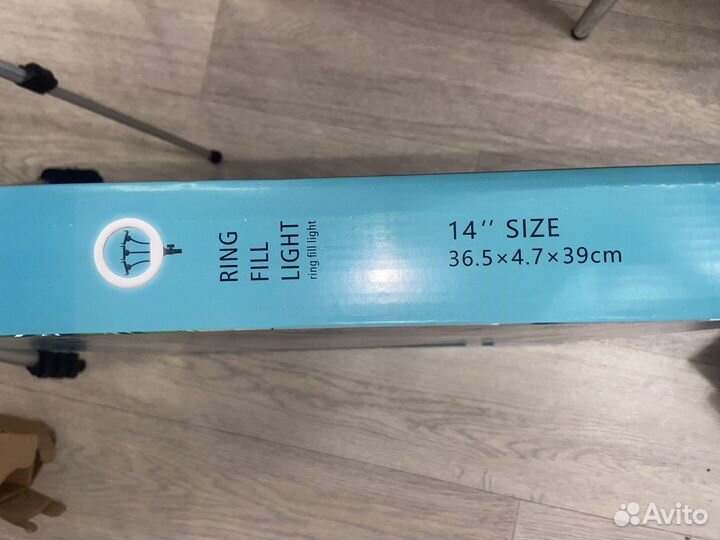 RING
FILL
LIGHT
ring fill light
14'' SIZE
36.5×4.7×39cm
Avito